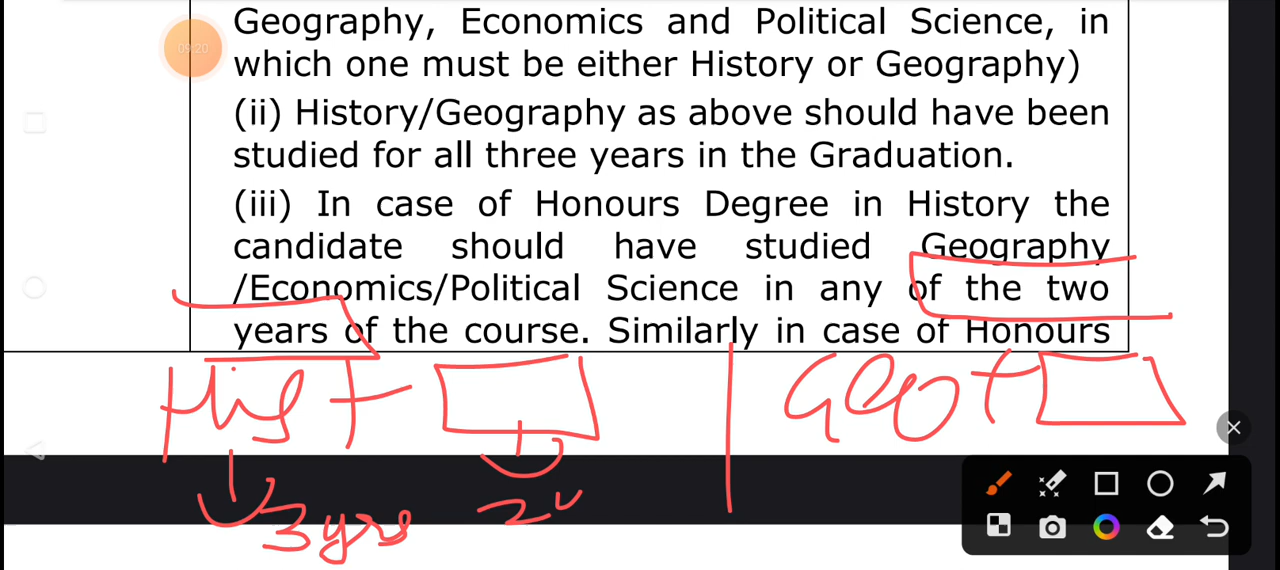 09:20
Geography, Economics and Political Science, in
which one must be either History or Geography)
(ii) History/Geography as above should have been
studied for all three years in the Graduation.
(iii) In case of Honours Degree in History the
candidate should have studied Geography
/Economics/Political Science in any of the two
years of the course. Similarly in case of Honours
His +
3 yrs
2 "
Geo +